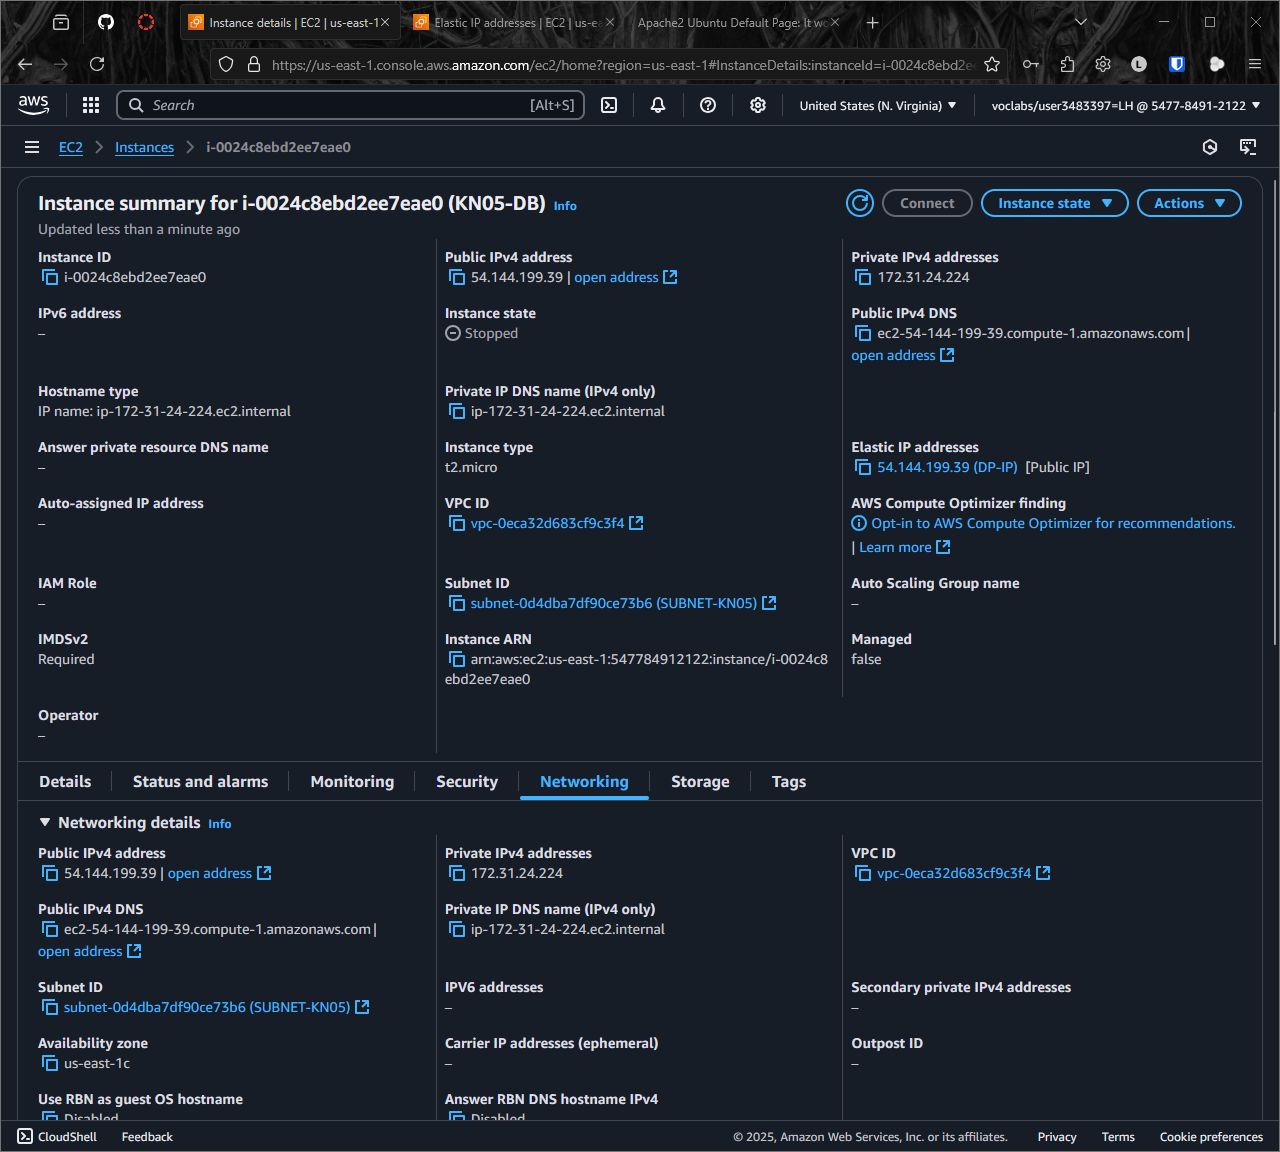 Instance details | EC2 | us-east-1
Elastic IP addresses | EC2 | us-ea
Apache2 Ubuntu Default Page: It wo
https://us-east-1.console.aws.amazon.com/ec2/home?region=us-east-1#InstanceDetails:instanceId=i-0024c8ebd2ee
aws
Search
[Alt+S]
United States (N. Virginia)
voclabs/user3483397=LH @ 5477-8491-2122
EC2
Instances
i-0024c8ebd2ee7eae0
Instance summary for i-0024c8ebd2ee7eae0 (KN05-DB) Info
Connect
Instance state
Actions
Updated less than a minute ago
Instance ID
i-0024c8ebd2ee7eae0
Public IPv4 address
54.144.199.39 | open address
Private IPv4 addresses
172.31.24.224
IPv6 address
–
Instance state
Stopped
Public IPv4 DNS
ec2-54-144-199-39.compute-1.amazonaws.com |
open address
Hostname type
IP name: ip-172-31-24-224.ec2.internal
Private IP DNS name (IPv4 only)
ip-172-31-24-224.ec2.internal
Answer private resource DNS name
–
Instance type
t2.micro
Elastic IP addresses
54.144.199.39 (DP-IP) [Public IP]
Auto-assigned IP address
–
VPC ID
vpc-0eca32d683cf9c3f4
AWS Compute Optimizer finding
Opt-in to AWS Compute Optimizer for recommendations.
| Learn more
IAM Role
–
Subnet ID
subnet-0d4dba7df90ce73b6 (SUBNET-KN05)
Auto Scaling Group name
–
IMDSv2
Required
Instance ARN
arn:aws:ec2:us-east-1:547784912122:instance/i-0024c8
ebd2ee7eae0
Managed
false
Operator
–
Details
Status and alarms
Monitoring
Security
Networking
Storage
Tags
Networking details Info
Public IPv4 address
54.144.199.39 | open address
Private IPv4 addresses
172.31.24.224
VPC ID
vpc-0eca32d683cf9c3f4
Public IPv4 DNS
ec2-54-144-199-39.compute-1.amazonaws.com |
open address
Private IP DNS name (IPv4 only)
ip-172-31-24-224.ec2.internal
Subnet ID
subnet-0d4dba7df90ce73b6 (SUBNET-KN05)
IPV6 addresses
–
Secondary private IPv4 addresses
–
Availability zone
us-east-1c
Carrier IP addresses (ephemeral)
–
Outpost ID
–
Use RBN as guest OS hostname
Disabled
Answer RBN DNS hostname IPv4
Disabled
CloudShell
Feedback
© 2025, Amazon Web Services, Inc. or its affiliates.
Privacy
Terms
Cookie preferences